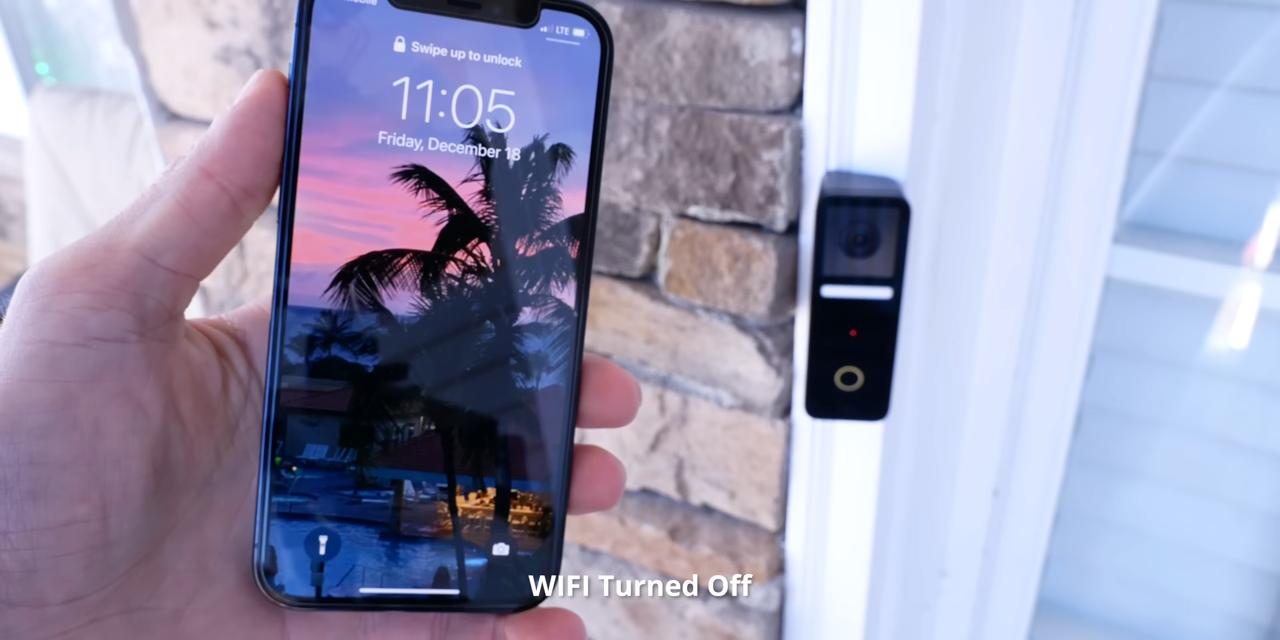 LTE
Swipe up to unlock
11:05
Friday, December 18
WIFI Turned Off